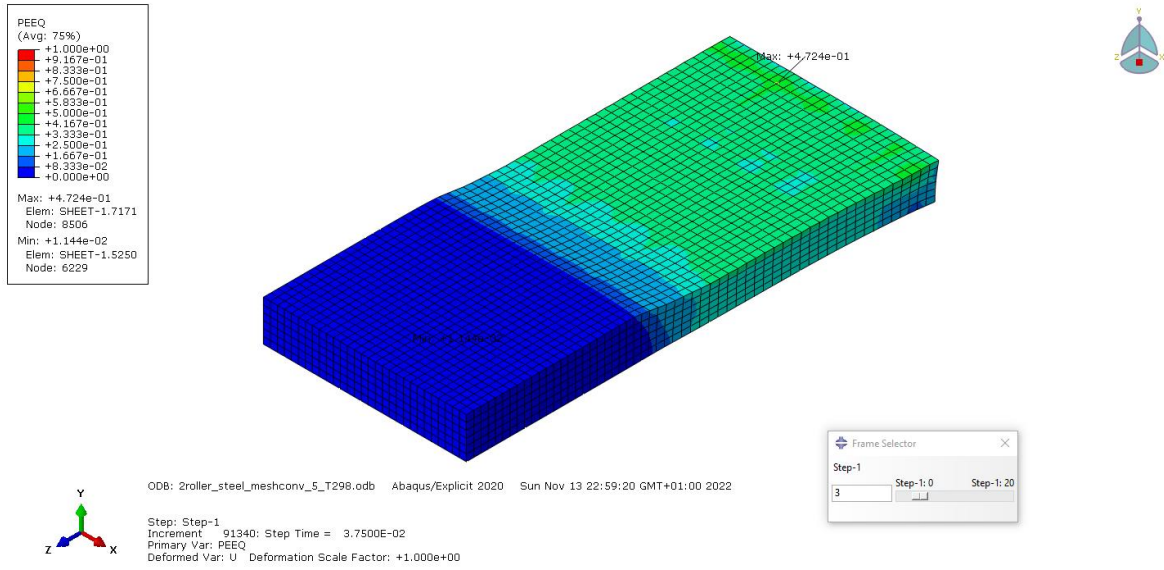 PEEQ
(Avg: 75%)
+1.000e+00
+9.167e-01
+8.333e-01
+7.500e-01
+6.667e-01
+5.833e-01
+5.000e-01
+4.167e-01
+3.333e-01
+2.500e-01
+1.667e-01
+8.333e-02
+0.000e+00
Max: +4.724e-01
Elem: SHEET-1.7171
Node: 8506
Min: +1.144e-02
Elem: SHEET-1.5250
Node: 6229
Max: +4.724e-01
Y
Z
X
Frame Selector
Step-1
Step-1: 0
Step-1: 20
3
ODB: 2roller_steel_meshconv_5_T298.odb Abaqus/Explicit 2020 Sun Nov 13 22:59:20 GMT+01:00 2022
Y
Z
X
Step: Step-1
Increment 91340: Step Time = 3.7500E-02
Primary Var: PEEQ
Deformed Var: U Deformation Scale Factor: +1.000e+00